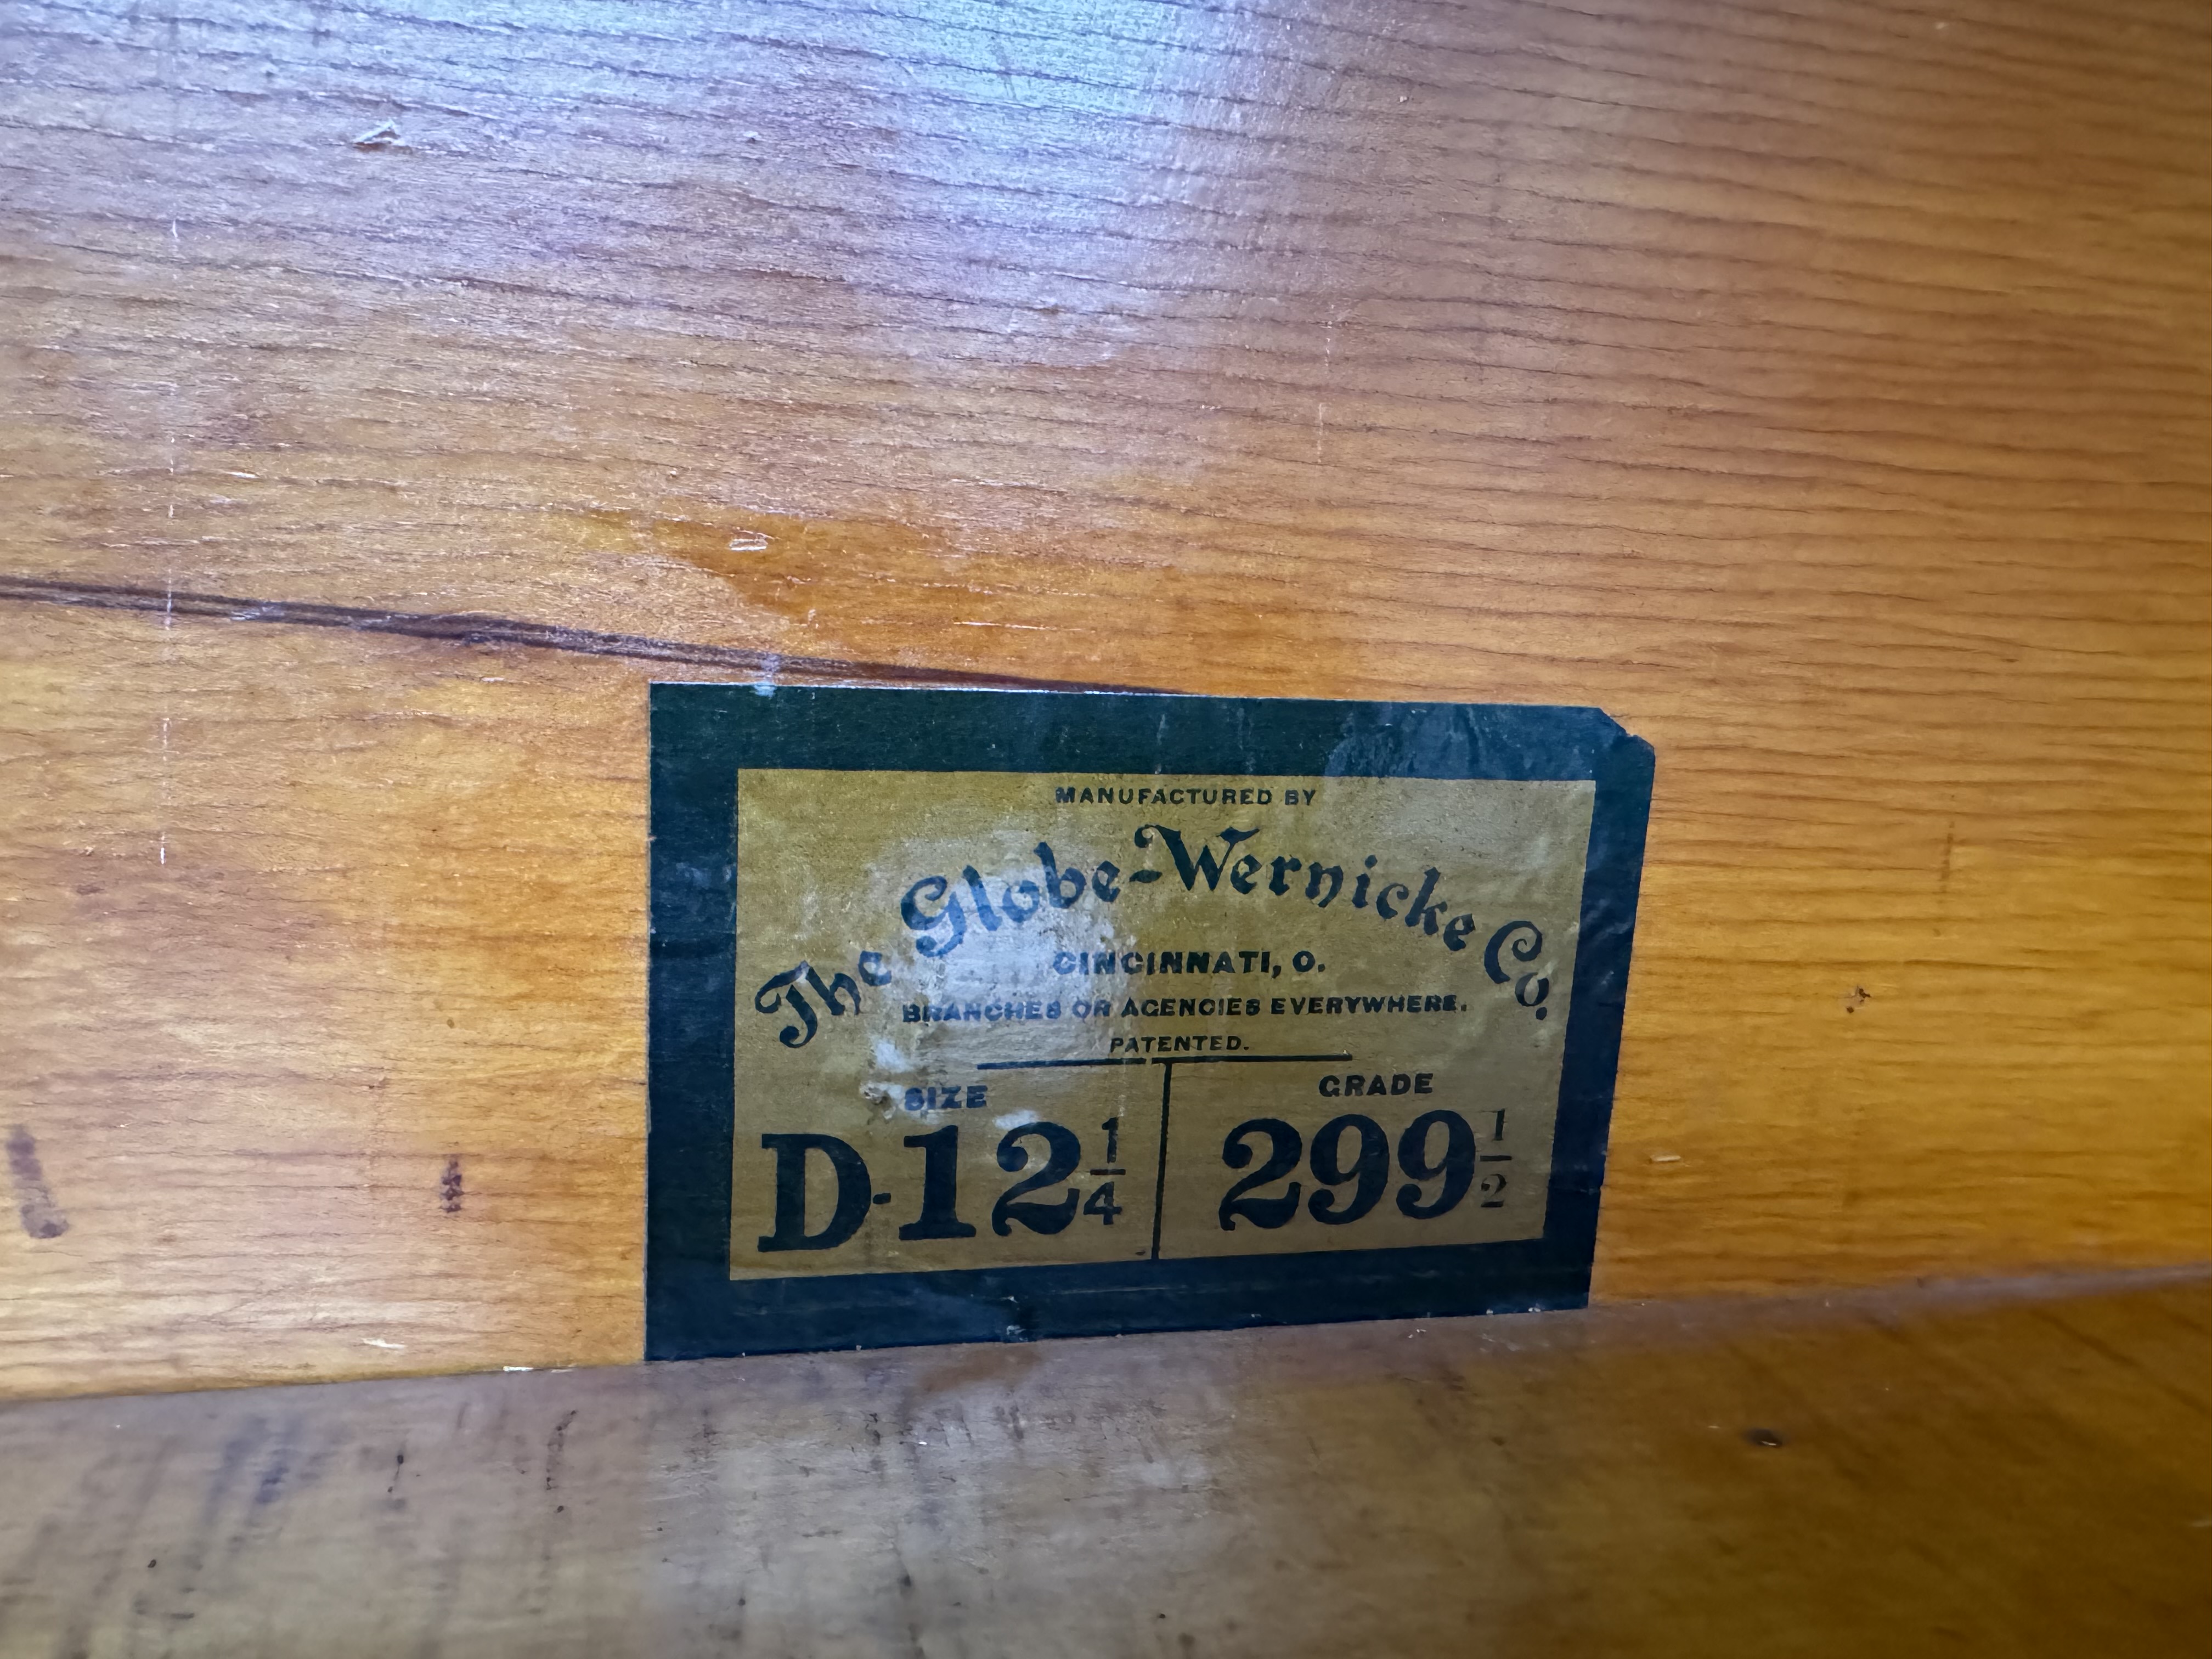 MANUFACTURED BY
The Globe-Wernicke Co.
CINCINNATI, O.
BRANCHES OR AGENCIES EVERYWHERE.
PATENTED.
SIZE
D-12 1/4
GRADE
299 1/2